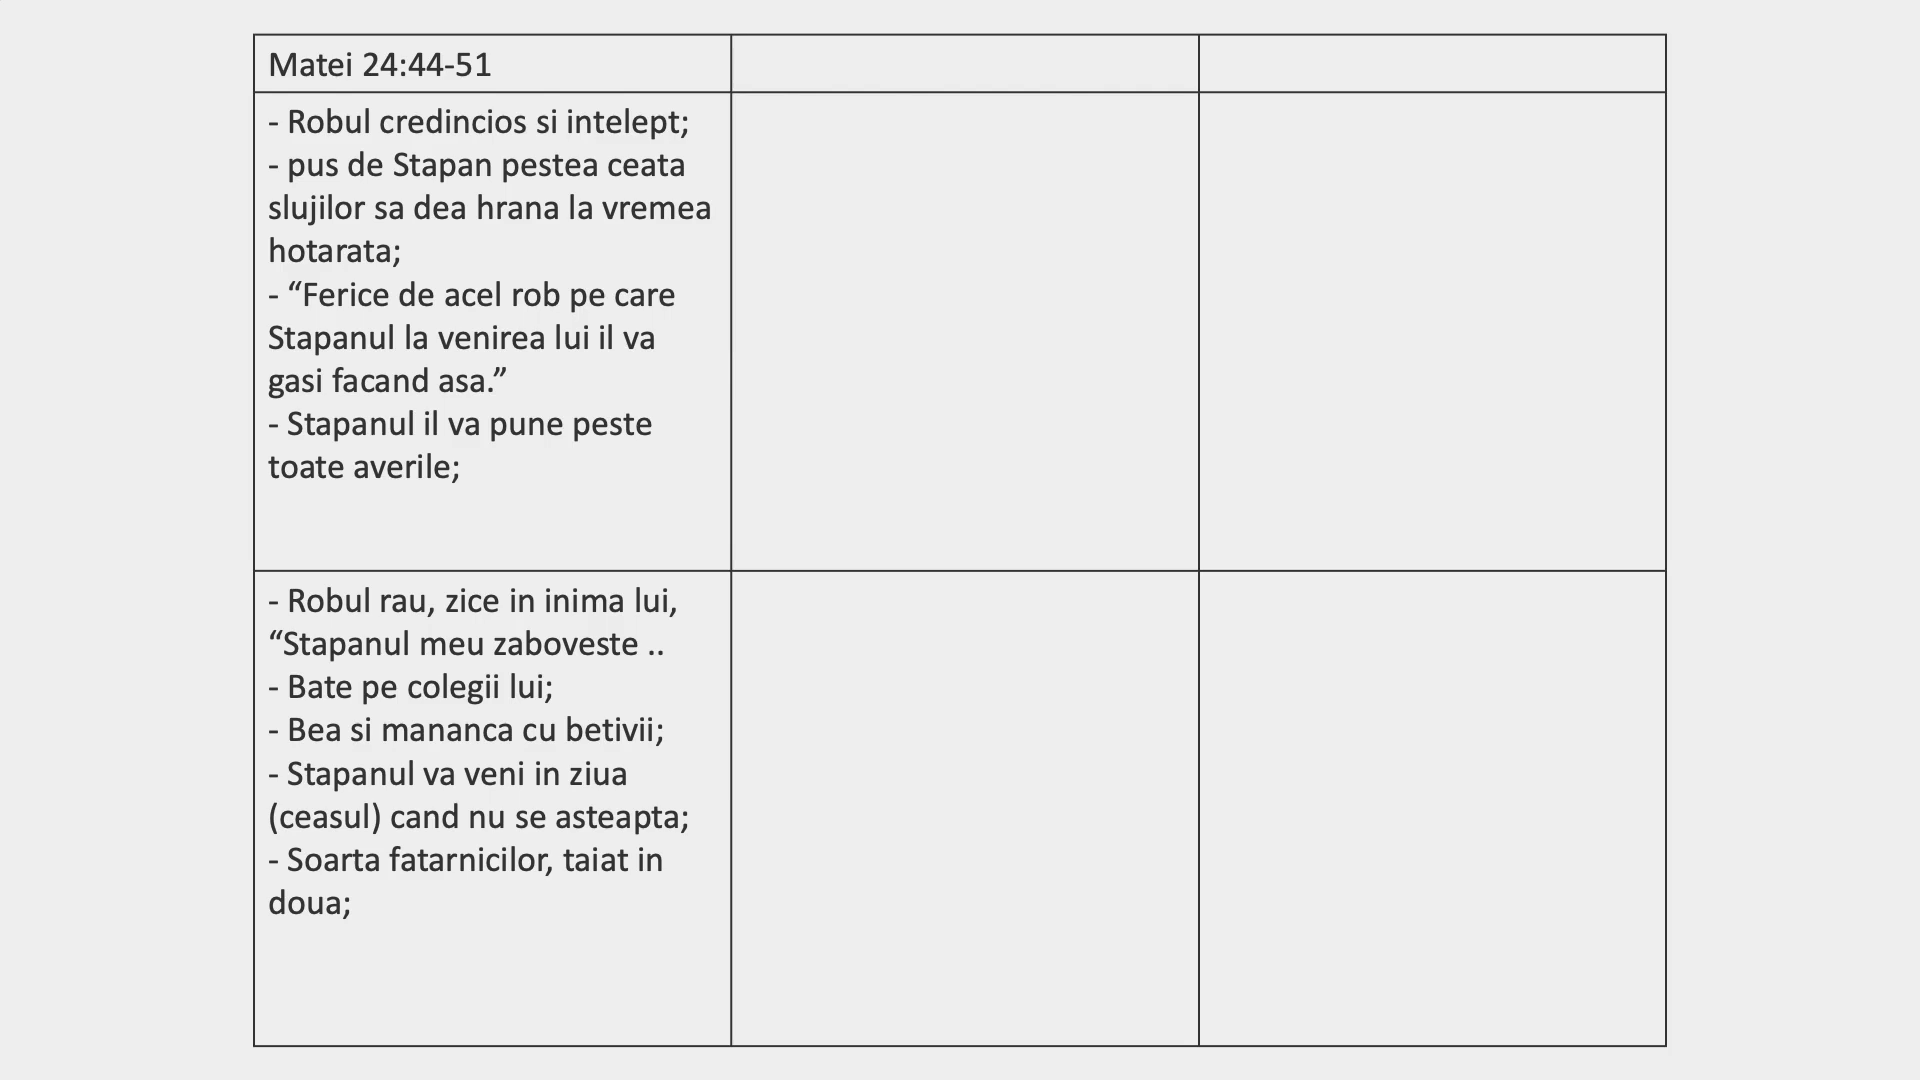 Matei 24:44-51
- Robul credincios si intelept;
- pus de Stapan pestea ceata
slujilor sa dea hrana la vremea
hotarata;
- “Ferice de acel rob pe care
Stapanul la venirea lui il va
gasi facand asa.”
- Stapanul il va pune peste
toate averile;
- Robul rau, zice in inima lui,
“Stapanul meu zaboveste ..
- Bate pe colegii lui;
- Bea si mananca cu betivii;
- Stapanul va veni in ziua
(ceasul) cand nu se asteapta;
- Soarta fatarnicilor, taiat in
doua;